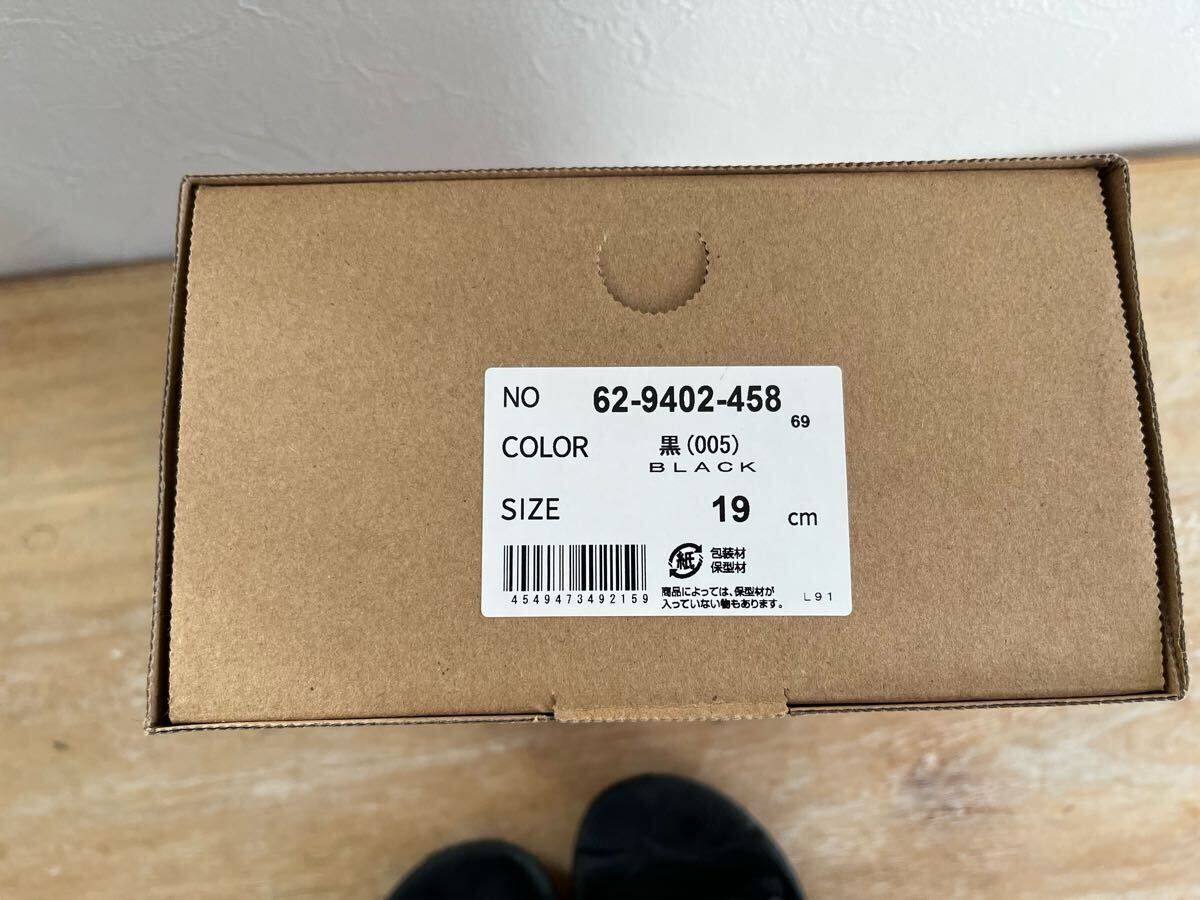 NO 62-9402-458
69
COLOR 黒(005)
BLACK
SIZE 19 cm
紙 包装材
保型材
4549473492159
商品によっては、保型材が
入っていない物もあります。
L91